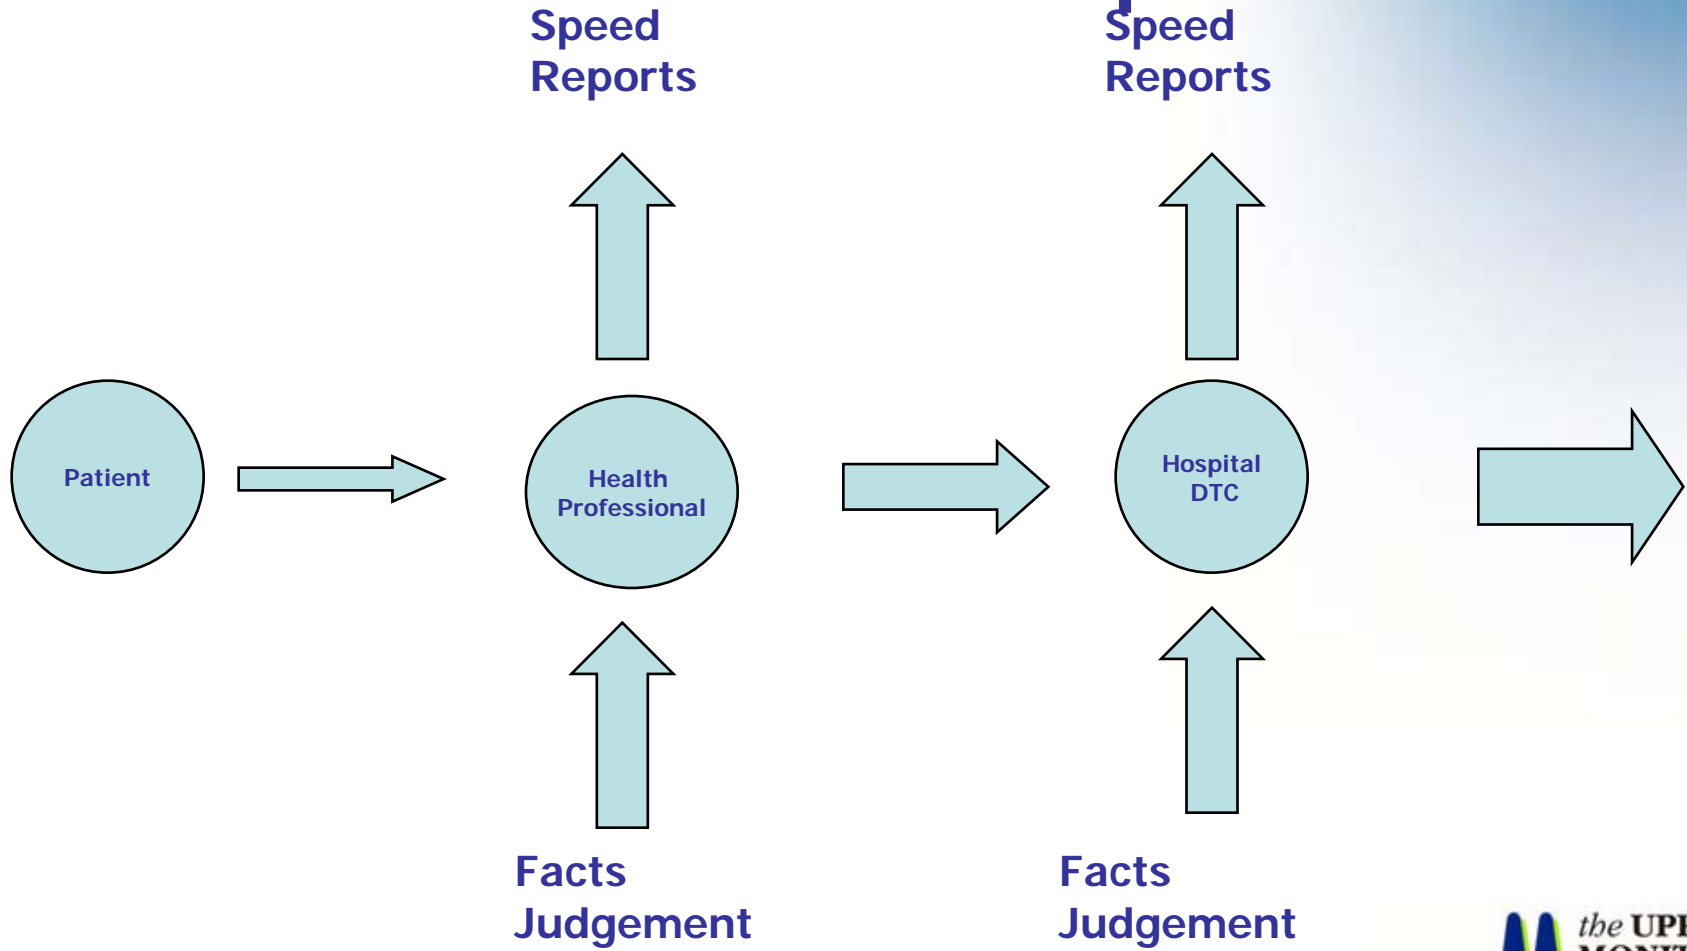 Speed
Reports
Speed
Reports
Patient
Health
Professional
Hospital
DTC
Facts
Judgement
Facts
Judgement
the